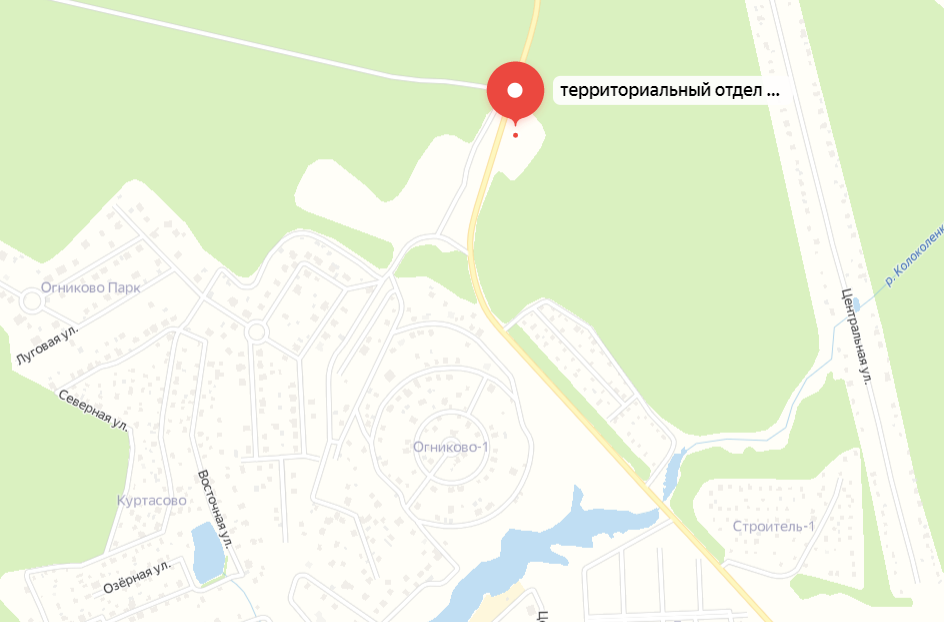 территориальный отдел ...
р. Колоколенк
Огниково Парк
Центральная ул.
Луговая ул.
Северная ул.
Огниково-1
Куртасово
Восточная ул.
Строитель-1
Озёрная ул.
Це